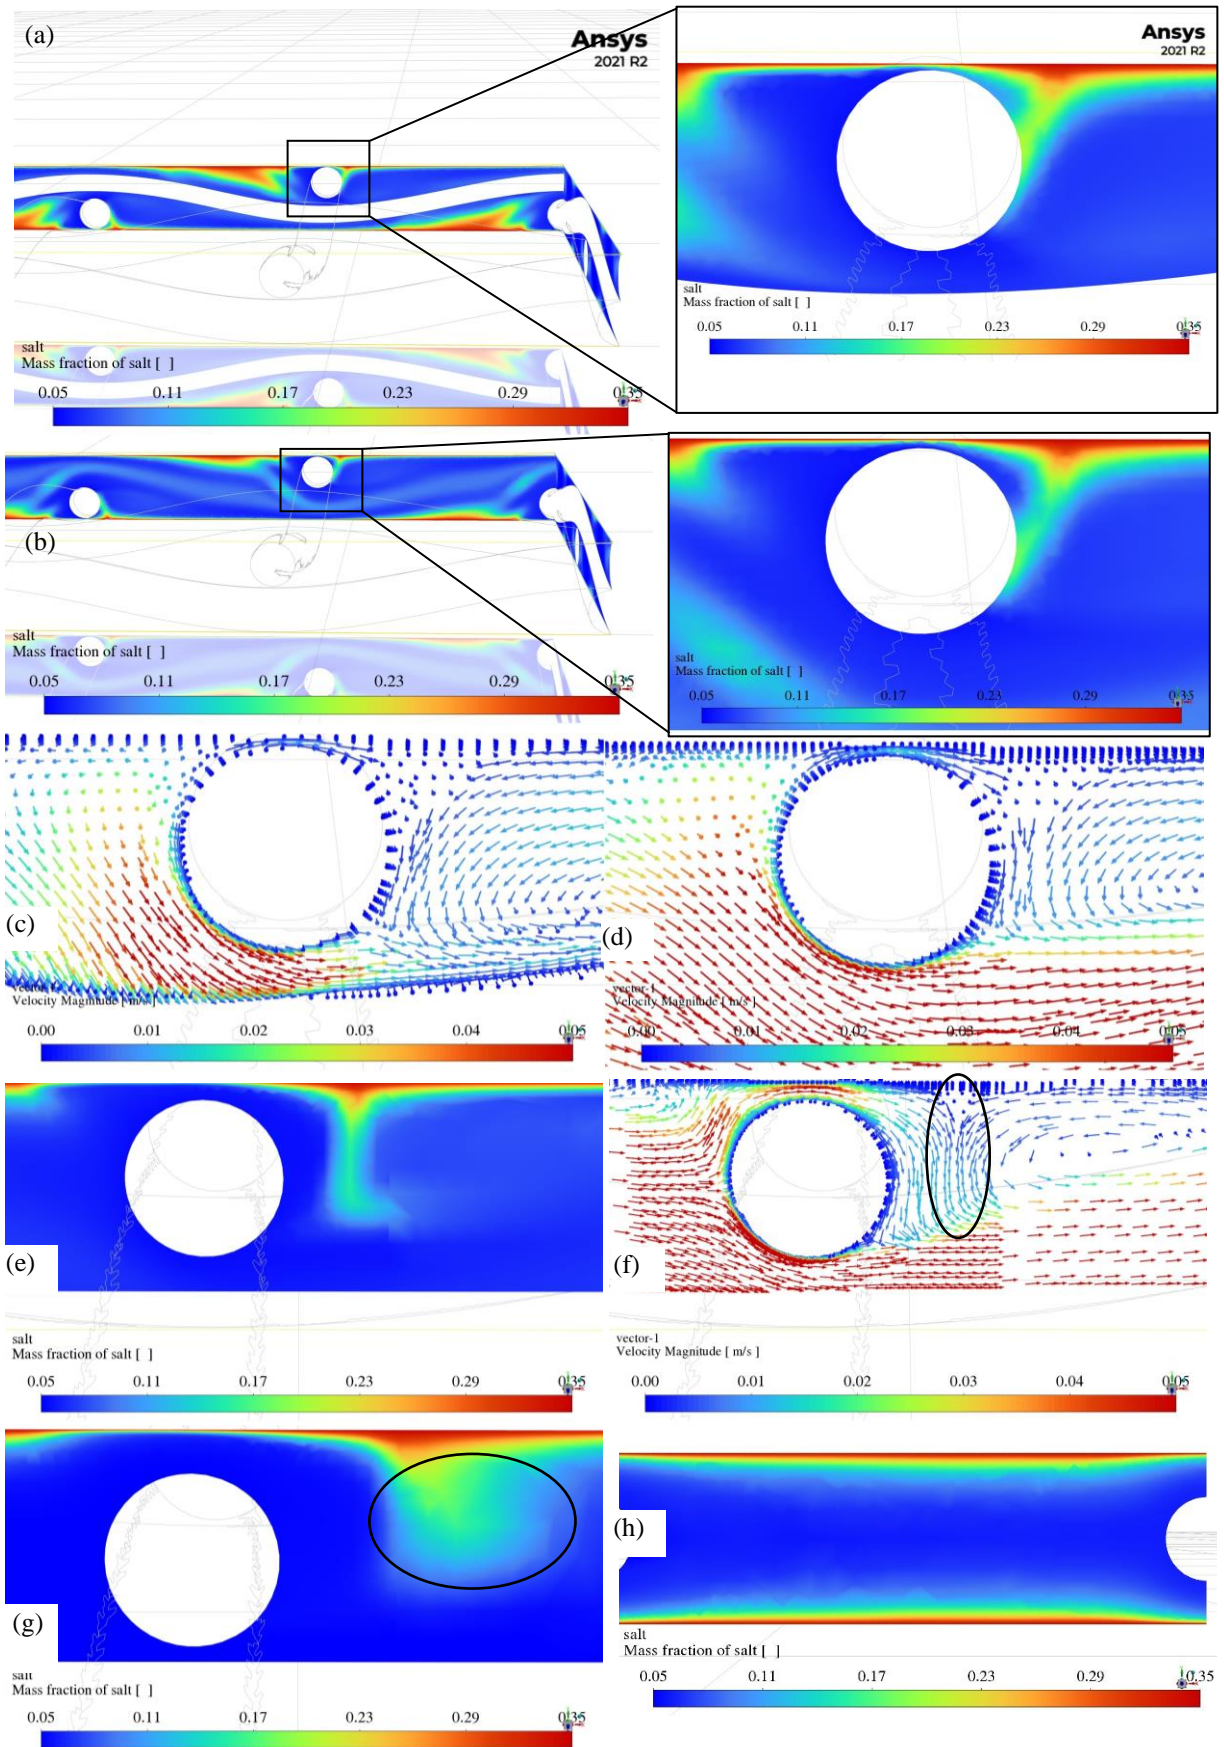 (a)
Ansys
2021 R2
Ansys
2021 R2
salt
Mass fraction of salt [ ]
0.05 0.11 0.17 0.23 0.29 0.35
salt
Mass fraction of salt [ ]
0.05 0.11 0.17 0.23 0.29 0.35
(b)
salt
Mass fraction of salt [ ]
0.05 0.11 0.17 0.23 0.29 0.35
salt
Mass fraction of salt [ ]
0.05 0.11 0.17 0.23 0.29 0.35
(c)
vector-1
Velocity Magnitude [ m/s ]
0.00 0.01 0.02 0.03 0.04 0.05
(d)
vector-1
Velocity Magnitude [ m/s ]
0.00 0.01 0.02 0.03 0.04 0.05
(e)
salt
Mass fraction of salt [ ]
0.05 0.11 0.17 0.23 0.29 0.35
(f)
vector-1
Velocity Magnitude [ m/s ]
0.00 0.01 0.02 0.03 0.04 0.05
(g)
salt
Mass fraction of salt [ ]
0.05 0.11 0.17 0.23 0.29 0.35
(h)
salt
Mass fraction of salt [ ]
0.05 0.11 0.17 0.23 0.29 0.35